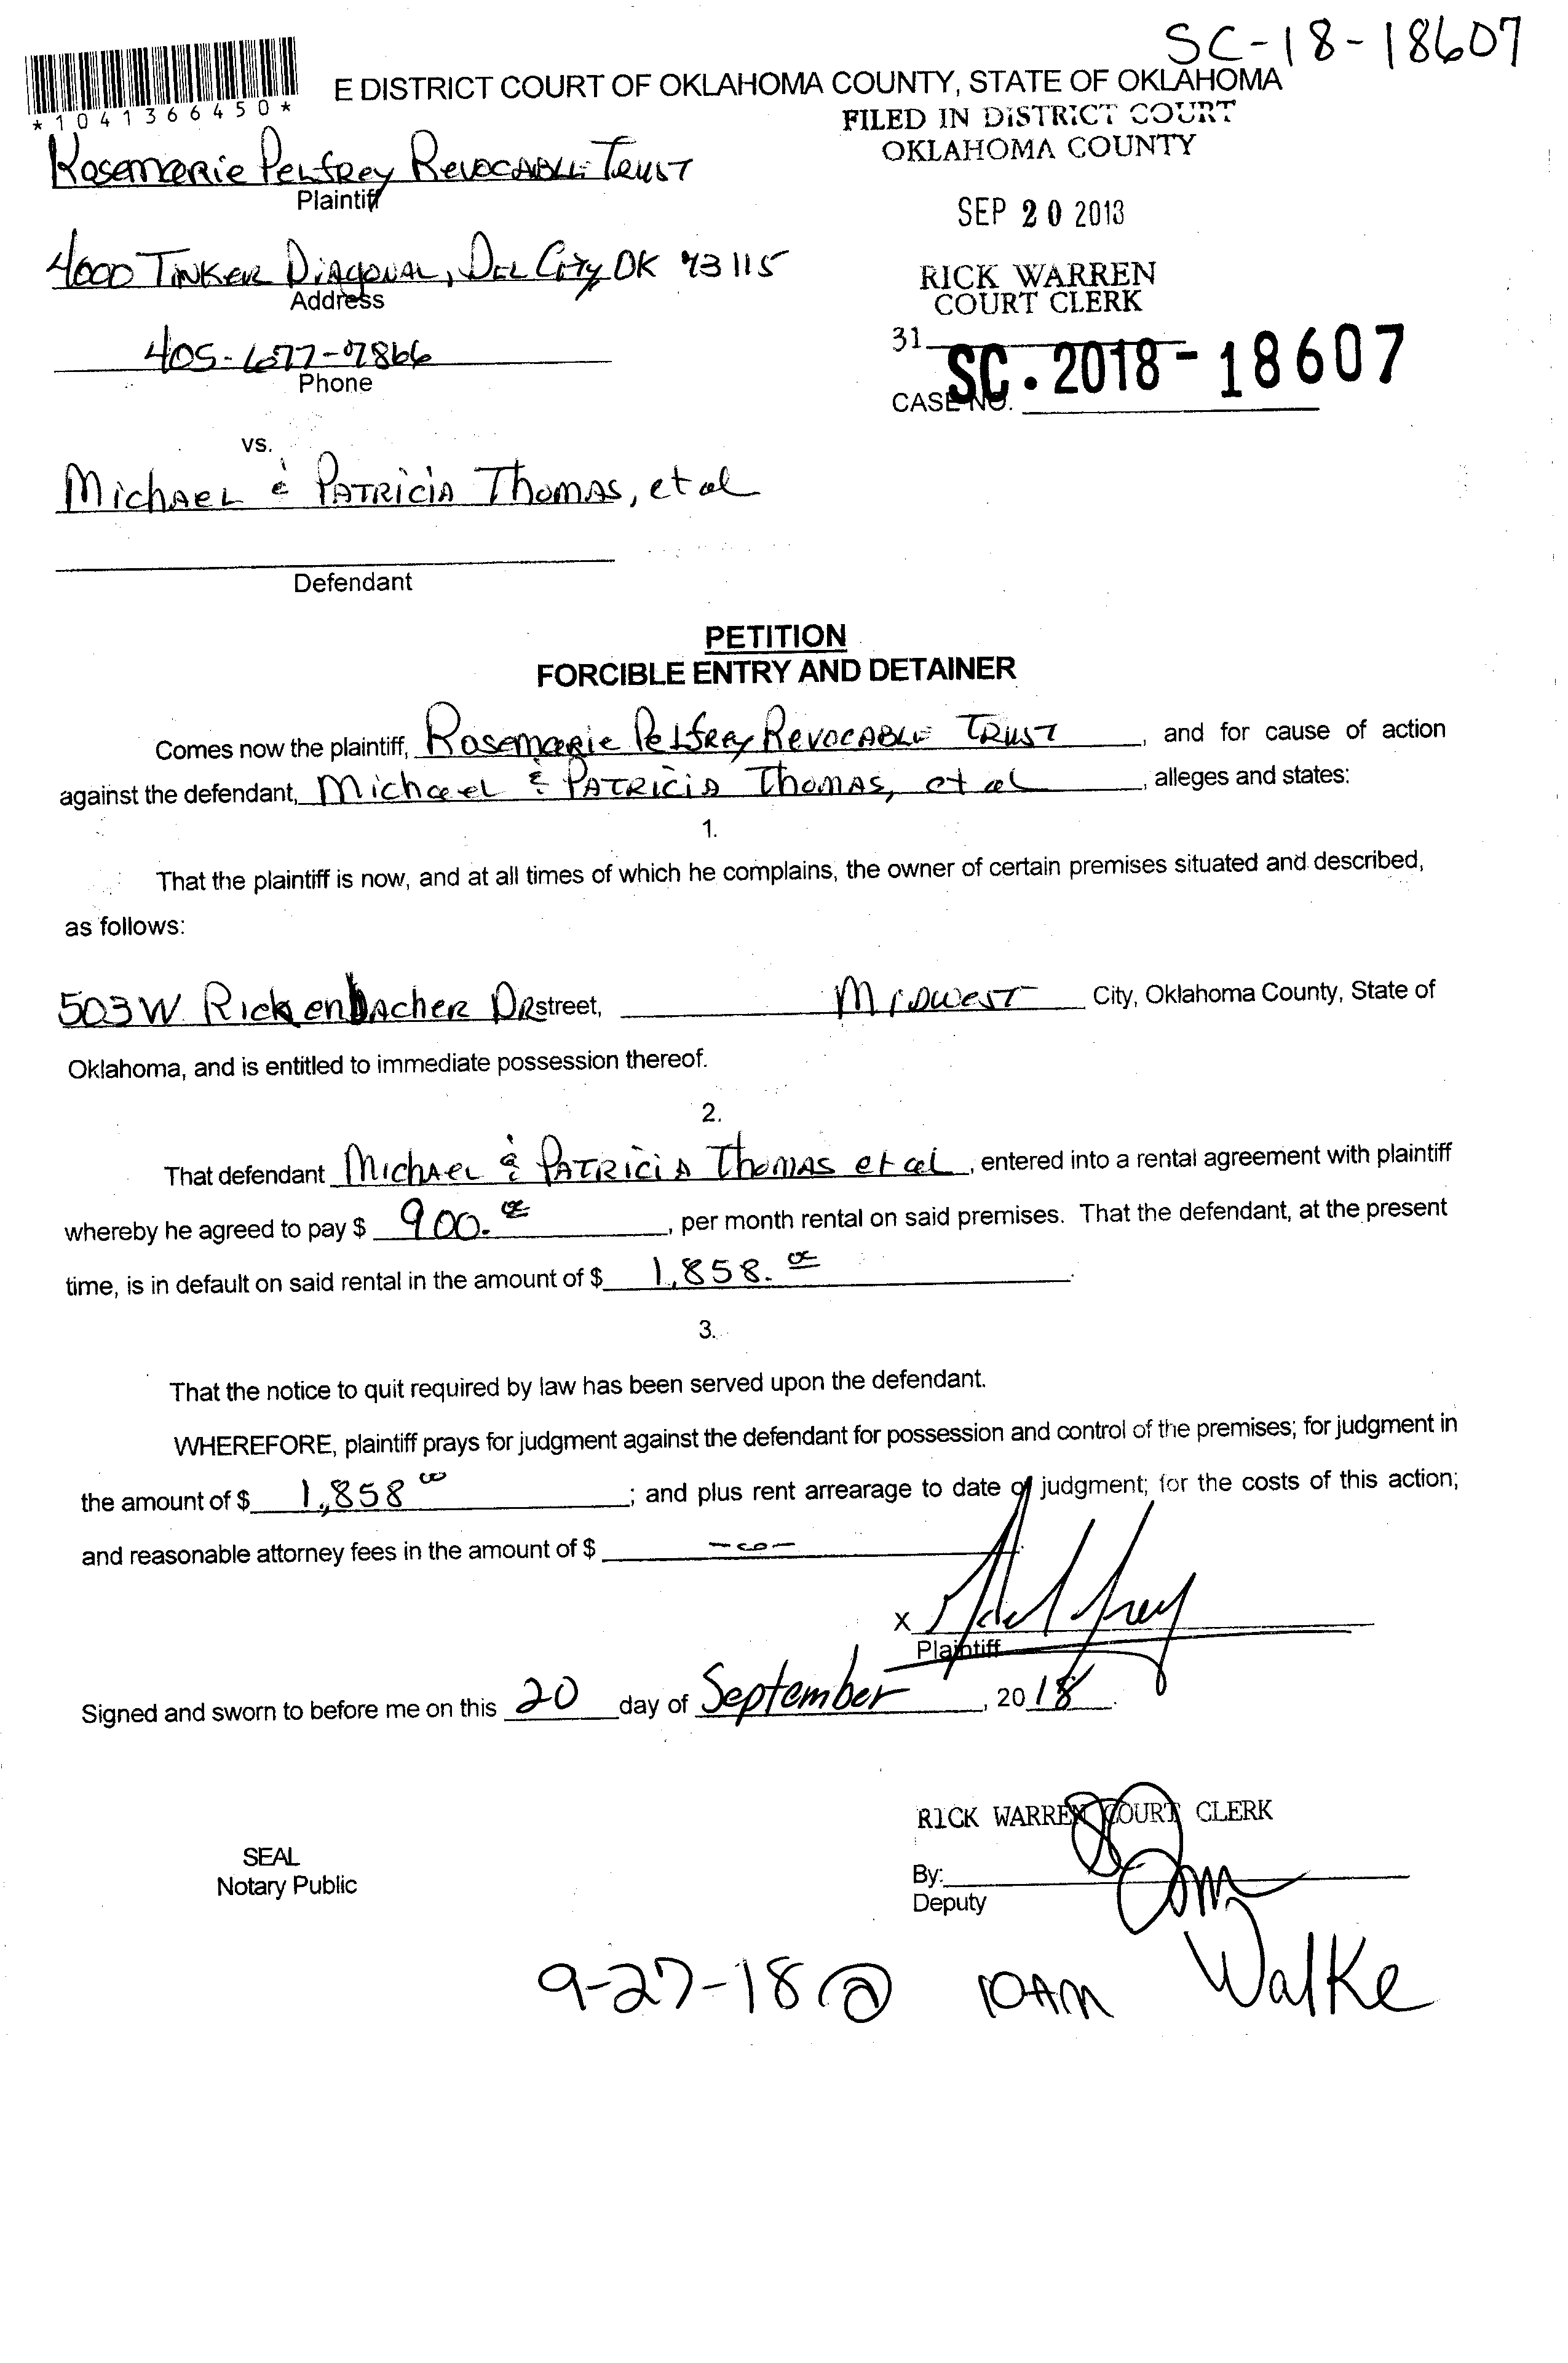 SC-18-18607
E DISTRICT COURT OF OKLAHOMA COUNTY, STATE OF OKLAHOMA
*1041366450*
FILED IN DISTRICT COURT
OKLAHOMA COUNTY
Rosemarie Pelfrey Revocable Trust
Plaintiff
SEP 20 2018
4000 Tinker Diagonal, Del City, OK 73115
Address
RICK WARREN
COURT CLERK
31
405-677-7866
Phone
SC. 2018-18607
CASE NO.
vs.
Michael & Patricia Thomas, et al
Defendant
PETITION
FORCIBLE ENTRY AND DETAINER
Comes now the plaintiff, Rosemarie Pelfrey Revocable Trust, and for cause of action
against the defendant, Michael & Patricia Thomas, et al, alleges and states:
1.
That the plaintiff is now, and at all times of which he complains, the owner of certain premises situated and described,
as follows:
503 W Rickenbacher Dr street, Midwest City, Oklahoma County, State of
Oklahoma, and is entitled to immediate possession thereof.
2.
That defendant Michael & Patricia Thomas et al, entered into a rental agreement with plaintiff
whereby he agreed to pay $ 900.00, per month rental on said premises. That the defendant, at the present
time, is in default on said rental in the amount of $ 1,858.00.
3.
That the notice to quit required by law has been served upon the defendant.
WHEREFORE, plaintiff prays for judgment against the defendant for possession and control of the premises; for judgment in
the amount of $ 1,858 00; and plus rent arrearage to date of judgment; for the costs of this action;
and reasonable attorney fees in the amount of $ -0-.
X
Plaintiff
Signed and sworn to before me on this 20 day of September, 2018.
RICK WARREN COURT CLERK
SEAL
Notary Public
By:
Deputy
9-27-18 @ 10AM Walke